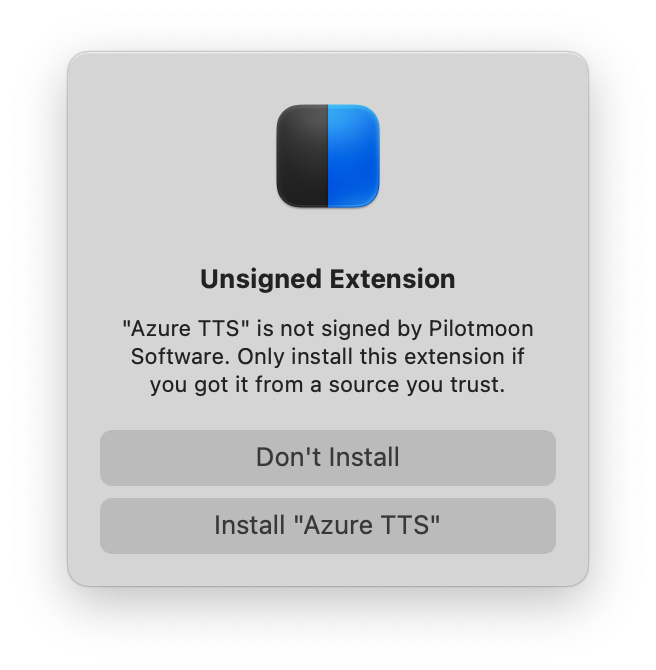 Unsigned Extension
"Azure TTS" is not signed by Pilotmoon
Software. Only install this extension if
you got it from a source you trust.
Don't Install
Install "Azure TTS"